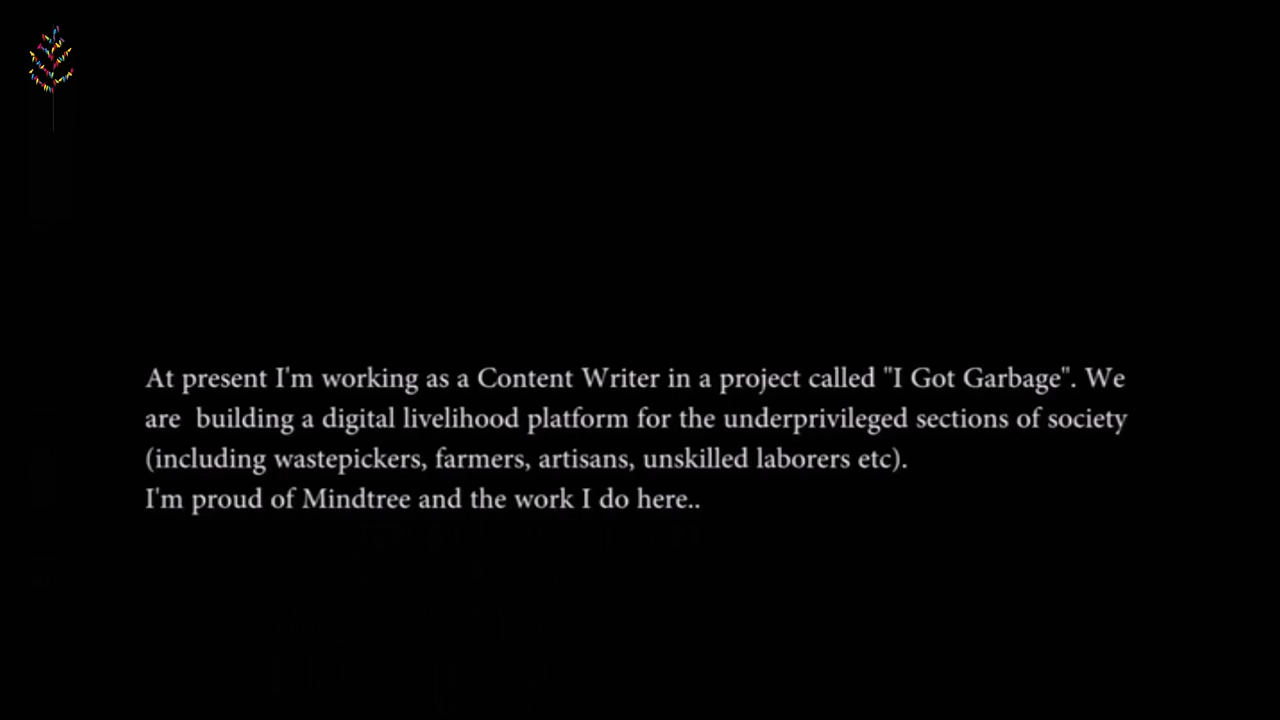 At present I'm working as a Content Writer in a project called "I Got Garbage". We
are  building a digital livelihood platform for the underprivileged sections of society
(including wastepickers, farmers, artisans, unskilled laborers etc).
I'm proud of Mindtree and the work I do here..